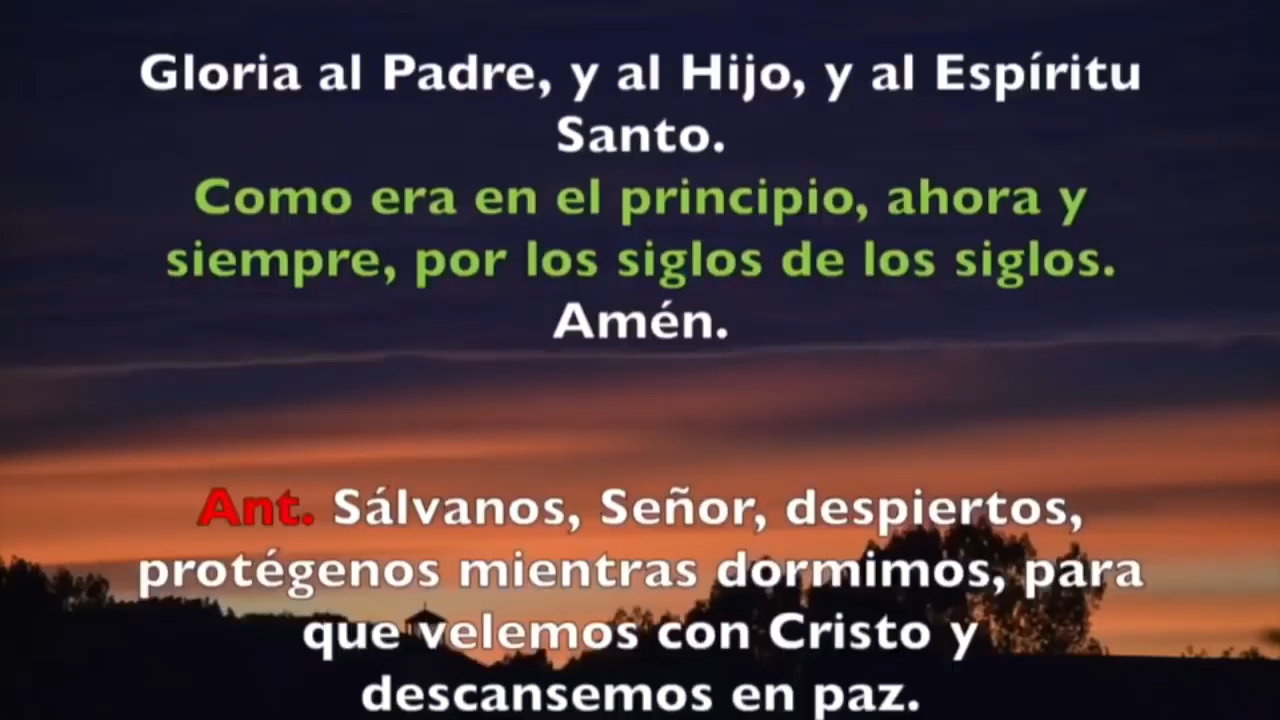 Gloria al Padre, y al Hijo, y al Espíritu
Santo.
Como era en el principio, ahora y
siempre, por los siglos de los siglos.
Amén.
Ant. Sálvanos, Señor, despiertos,
protégenos mientras dormimos, para
que velemos con Cristo y
descansemos en paz.